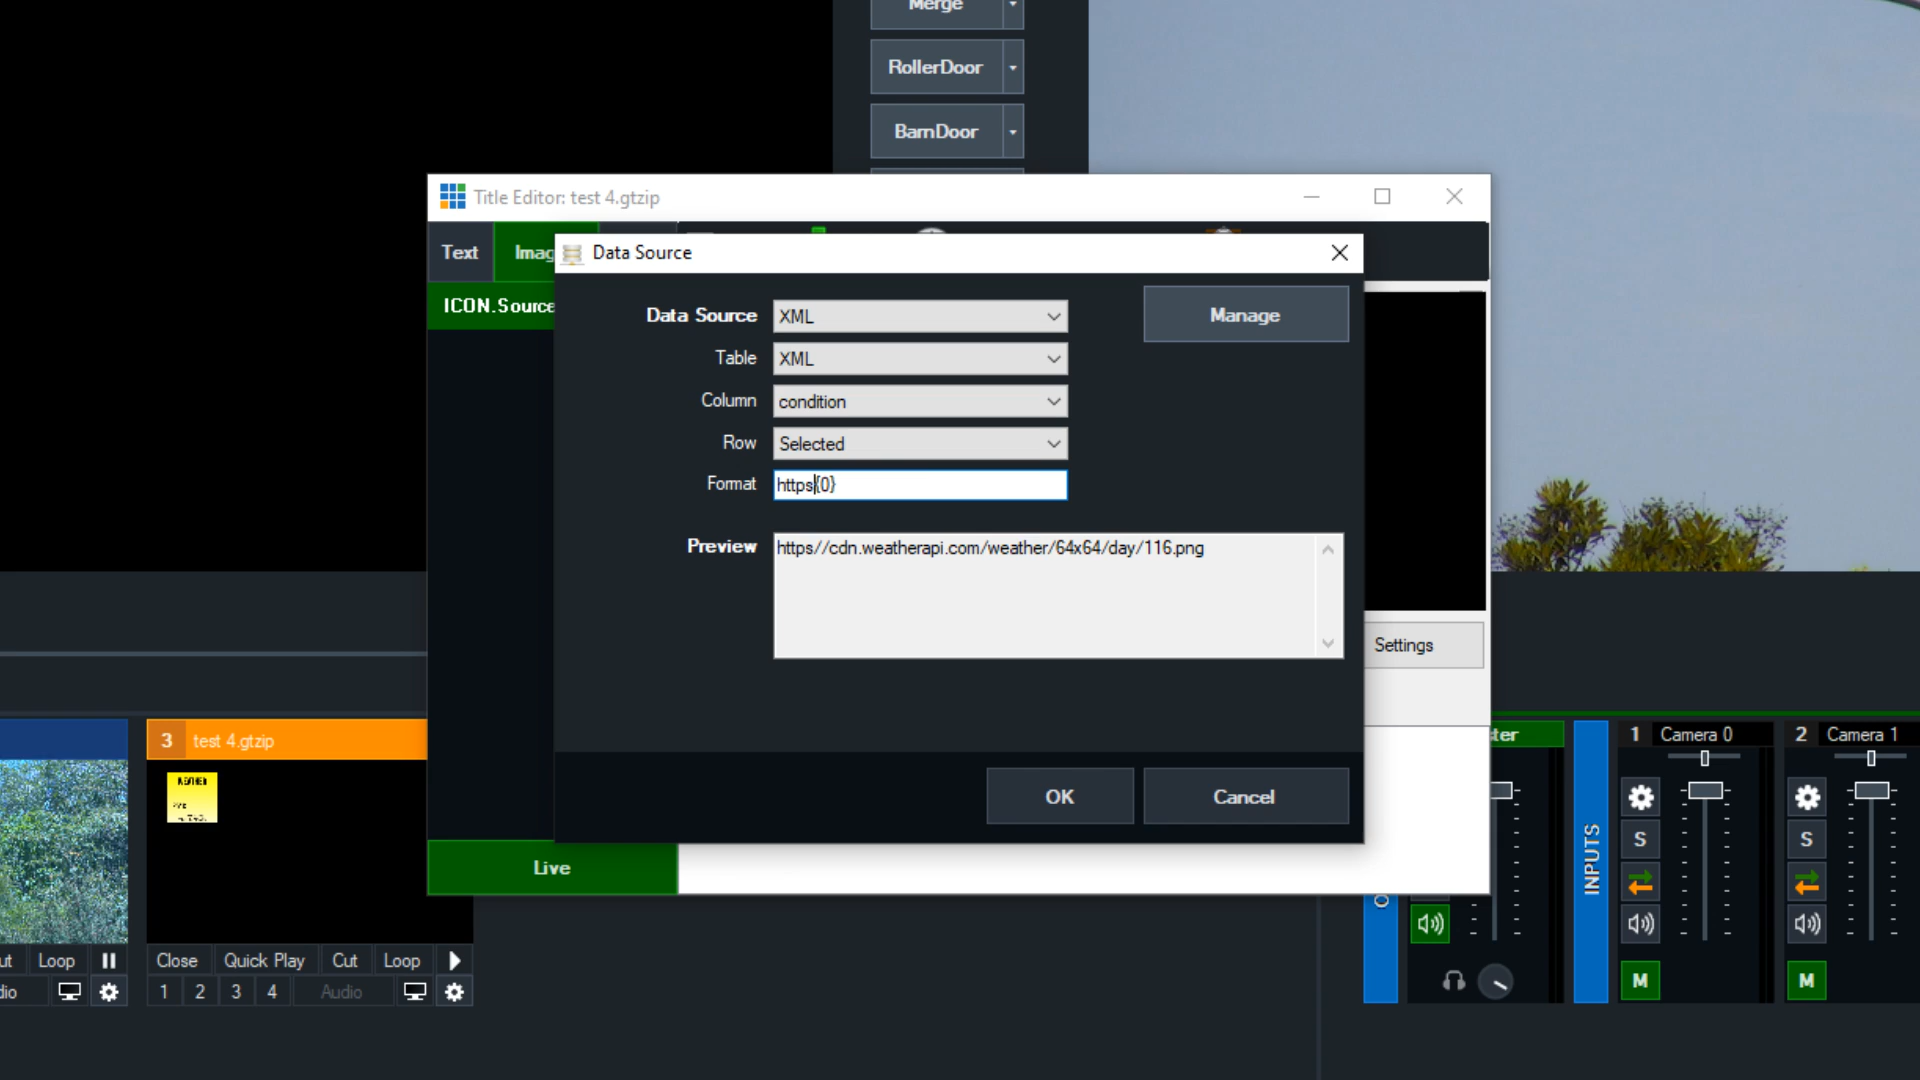 Merge
RollerDoor
BarnDoor
Title Editor: test 4.gtzip
Text
Imag
Data Source
ICON.Source
Data Source
XML
Manage
Table
XML
Column
condition
Row
Selected
Format
https{0}
Preview
https//cdn.weatherapi.com/weather/64x64/day/116.png
Settings
OK
Cancel
Live
3
test 4.gtzip
WEATHER
ut
Loop
Close
Quick Play
Cut
Loop
dio
1
2
3
4
Audio
ter
O
INPUTS
1
Camera 0
2
Camera 1
S
S
M
M